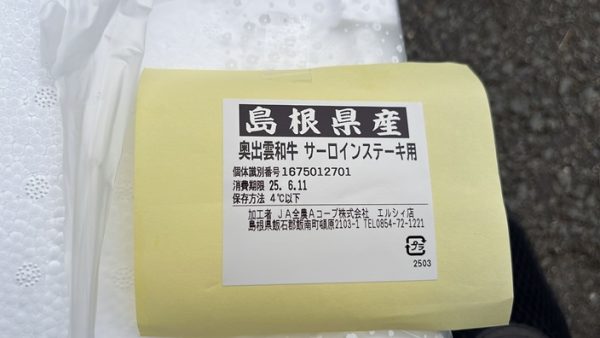 島根県産
奥出雲和牛 サーロインステーキ用
個体識別番号1675012701
消費期限 25. 6.11
保存方法 4℃以下
加工者 JA全農Aコープ株式会社 エルシィ店
島根県飯石郡飯南町頓原2103-1 TEL0854-72-1221
プラ
2503